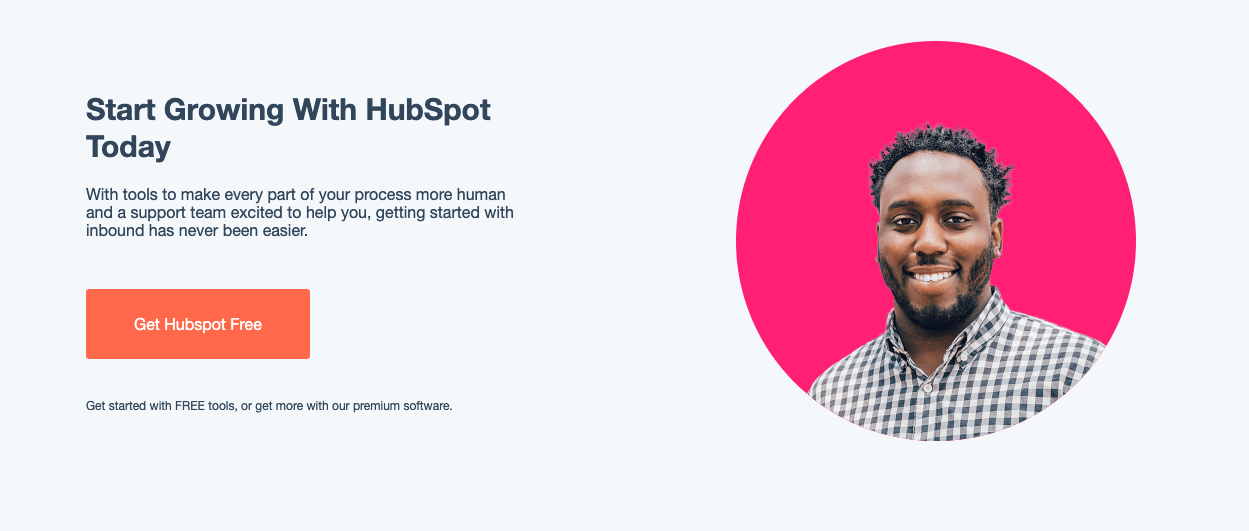 Start Growing With HubSpot
Today
With tools to make every part of your process more human
and a support team excited to help you, getting started with
inbound has never been easier.
Get Hubspot Free
Get started with FREE tools, or get more with our premium software.